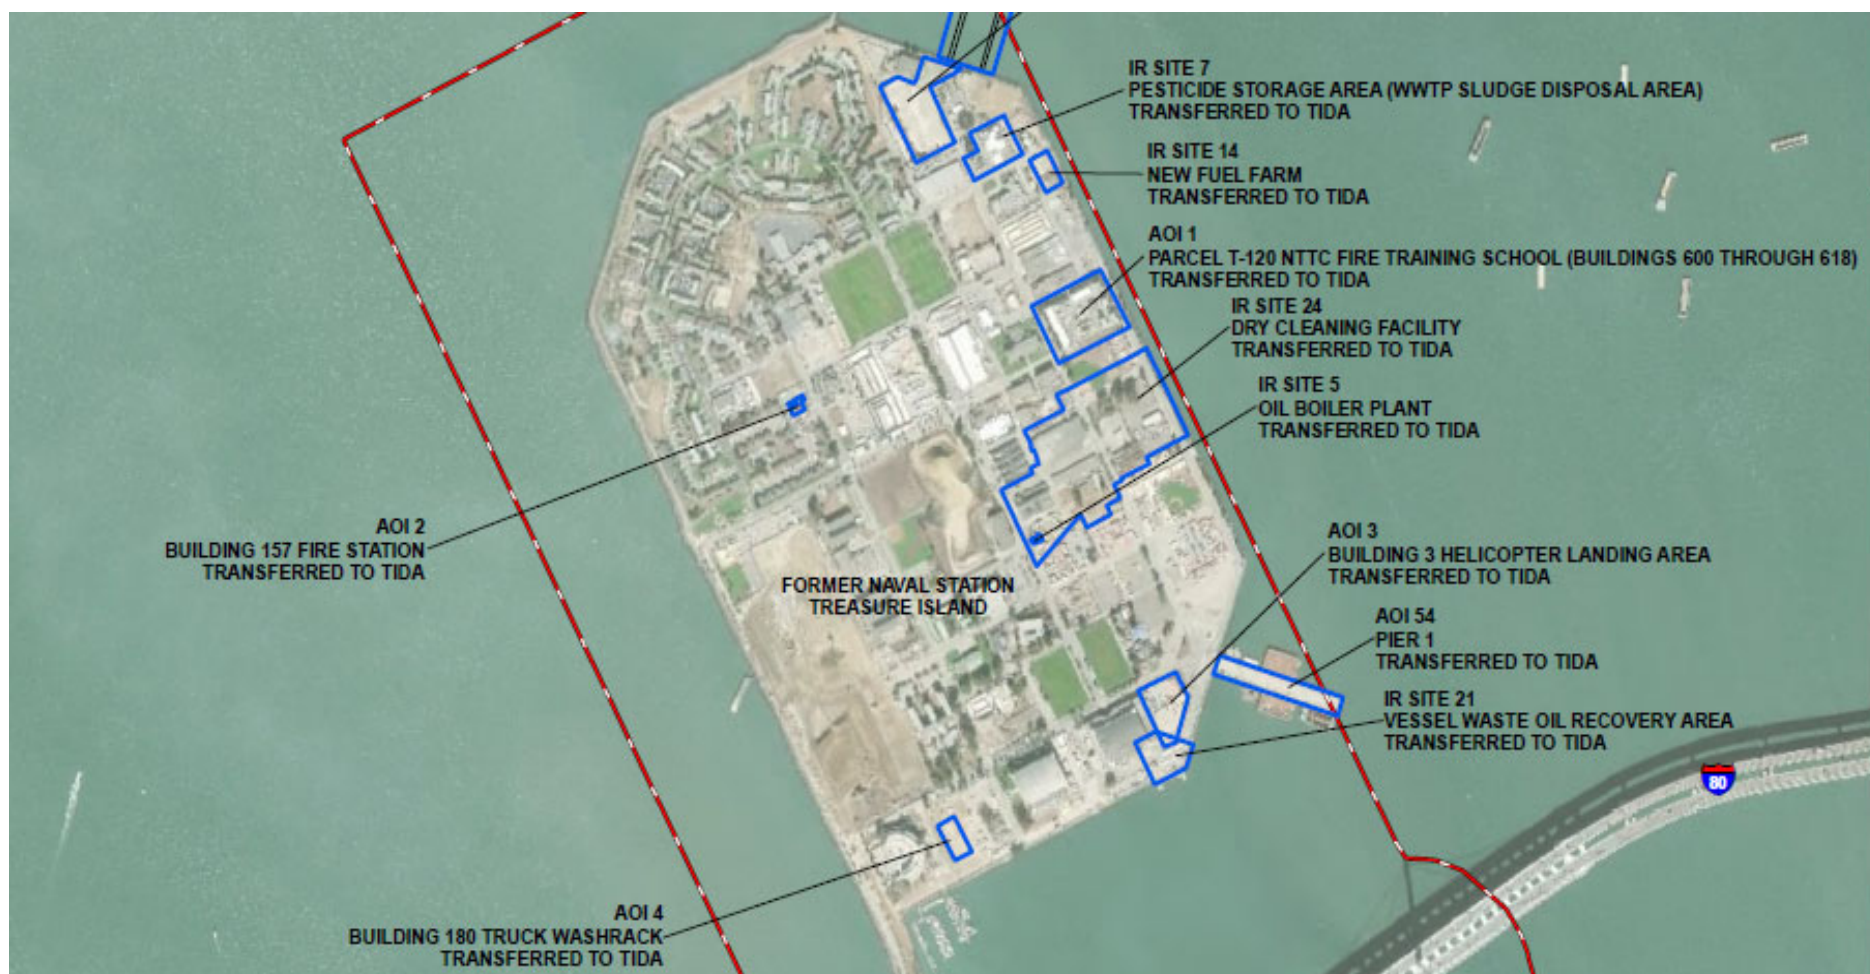 IR SITE 7
PESTICIDE STORAGE AREA (WWTP SLUDGE DISPOSAL AREA)
TRANSFERRED TO TIDA
IR SITE 14
NEW FUEL FARM
TRANSFERRED TO TIDA
AOI 1
PARCEL T-120 NTTC FIRE TRAINING SCHOOL (BUILDINGS 600 THROUGH 618)
TRANSFERRED TO TIDA
IR SITE 24
DRY CLEANING FACILITY
TRANSFERRED TO TIDA
IR SITE 5
OIL BOILER PLANT
TRANSFERRED TO TIDA
AOI 2
BUILDING 157 FIRE STATION
TRANSFERRED TO TIDA
AOI 3
BUILDING 3 HELICOPTER LANDING AREA
TRANSFERRED TO TIDA
FORMER NAVAL STATION
TREASURE ISLAND
AOI 54
PIER 1
TRANSFERRED TO TIDA
IR SITE 21
VESSEL WASTE OIL RECOVERY AREA
TRANSFERRED TO TIDA
80
AOI 4
BUILDING 180 TRUCK WASHRACK
TRANSFERRED TO TIDA